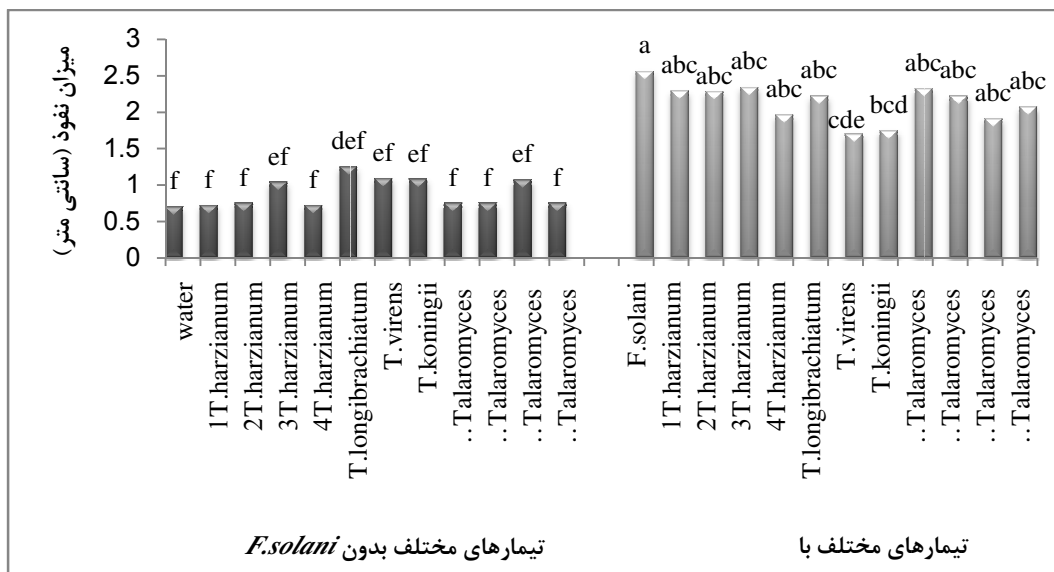 میزان نفوذ (سانتی متر)
3
2.5
2
1.5
1
0.5
0
f
f
f
ef
f
def
ef
ef
f
f
ef
f
a
abc
abc
abc
abc
abc
cde
bcd
abc
abc
abc
abc
water
1T.harzianum
2T.harzianum
3T.harzianum
4T.harzianum
T.longibrachiatum
T.virens
T.koningii
..Talaromyces
..Talaromyces
..Talaromyces
..Talaromyces
F.solani
1T.harzianum
2T.harzianum
3T.harzianum
4T.harzianum
T.longibrachiatum
T.virens
T.koningii
..Talaromyces
..Talaromyces
..Talaromyces
..Talaromyces
تیمارهای مختلف بدون F.solani
تیمارهای مختلف با